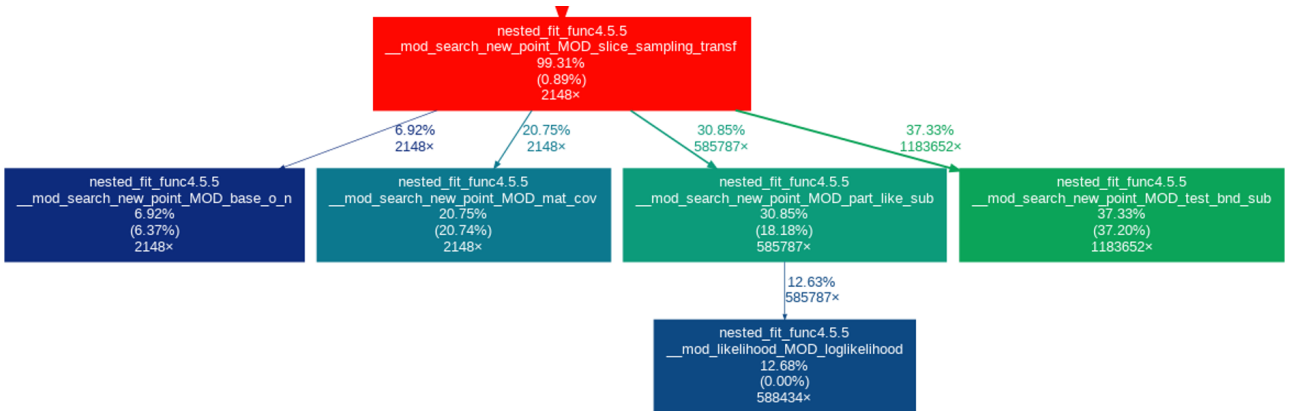 nested_fit_func4.5.5
__mod_search_new_point_MOD_slice_sampling_transf
99.31%
(0.89%)
2148×
6.92%
2148×
20.75%
2148×
30.85%
585787×
37.33%
1183652×
nested_fit_func4.5.5
__mod_search_new_point_MOD_base_o_n
6.92%
(6.37%)
2148×
nested_fit_func4.5.5
__mod_search_new_point_MOD_mat_cov
20.75%
(20.74%)
2148×
nested_fit_func4.5.5
__mod_search_new_point_MOD_part_like_sub
30.85%
(18.18%)
585787×
nested_fit_func4.5.5
__mod_search_new_point_MOD_test_bnd_sub
37.33%
(37.20%)
1183652×
12.63%
585787×
nested_fit_func4.5.5
__mod_likelihood_MOD_loglikelihood
12.68%
(0.00%)
588434×